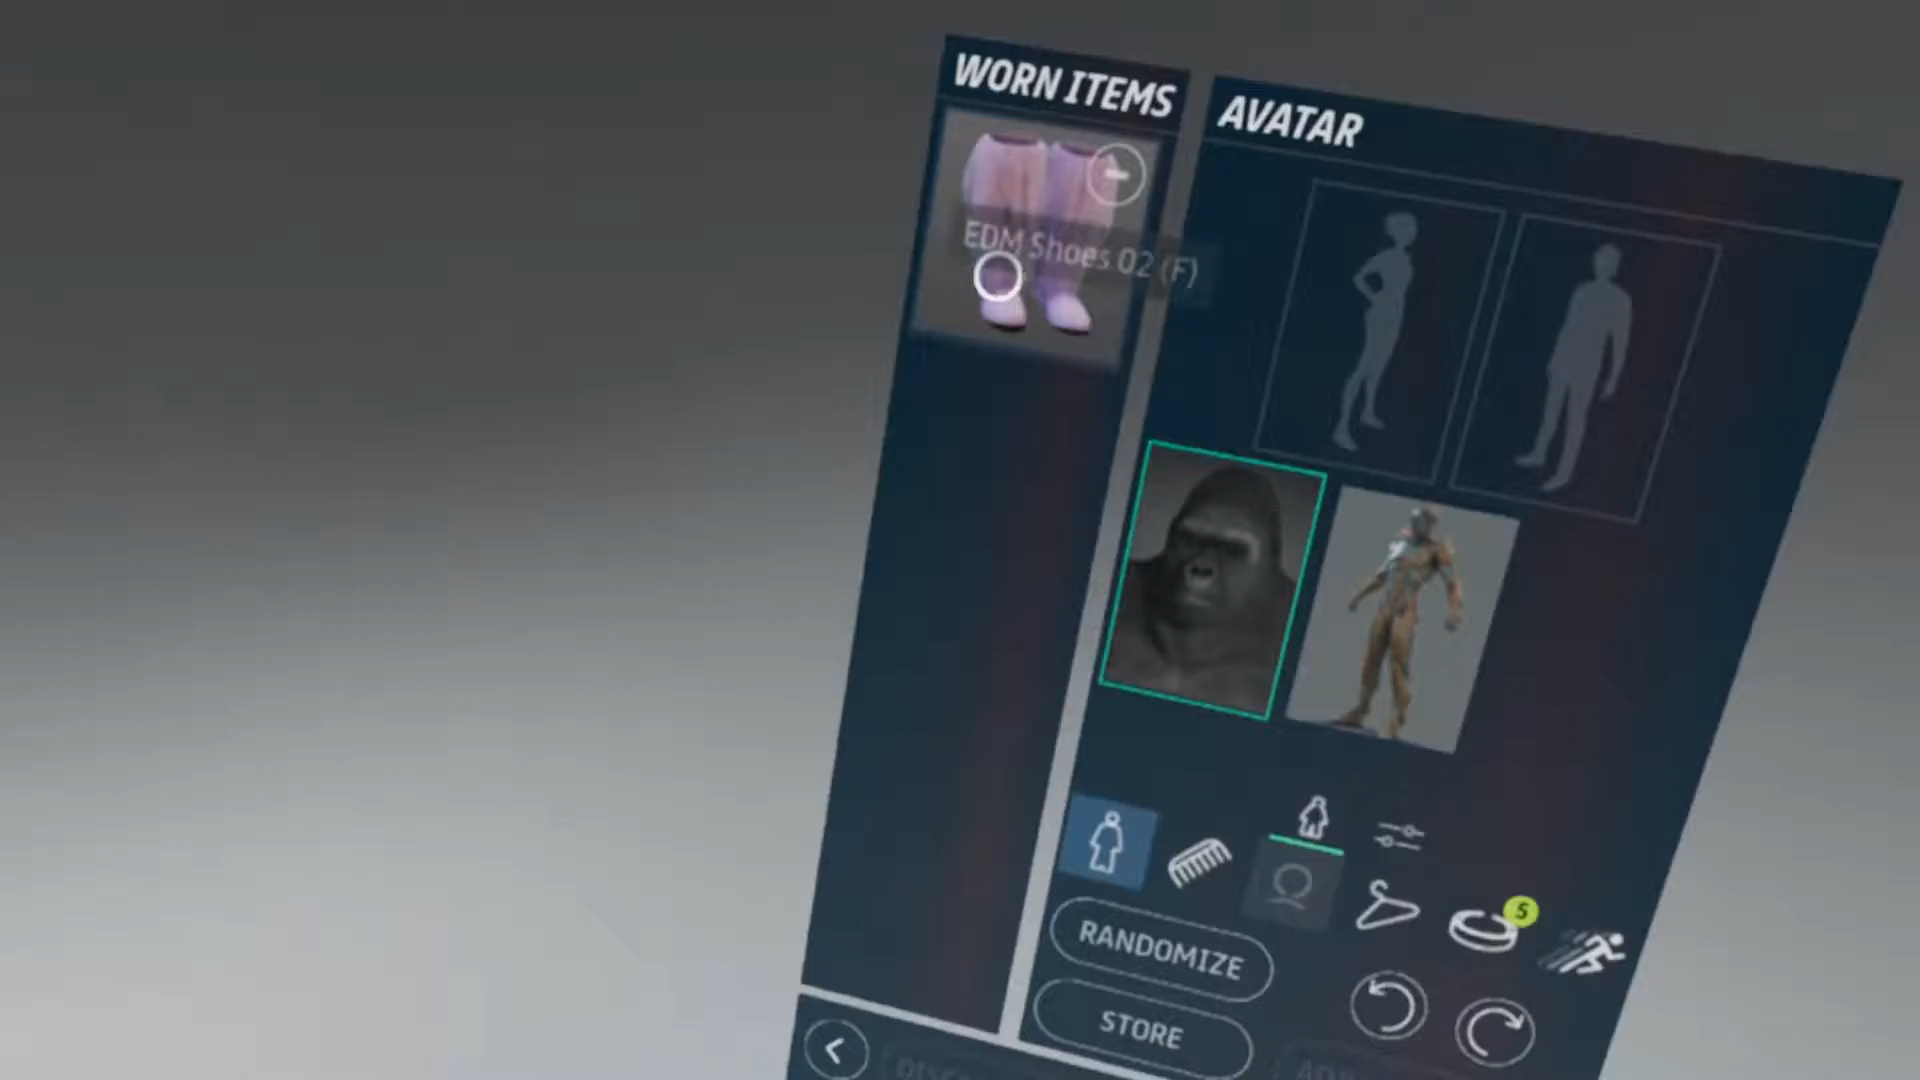 WORN ITEMS
EDM Shoes 02 (F)
AVATAR
5
RANDOMIZE
STORE